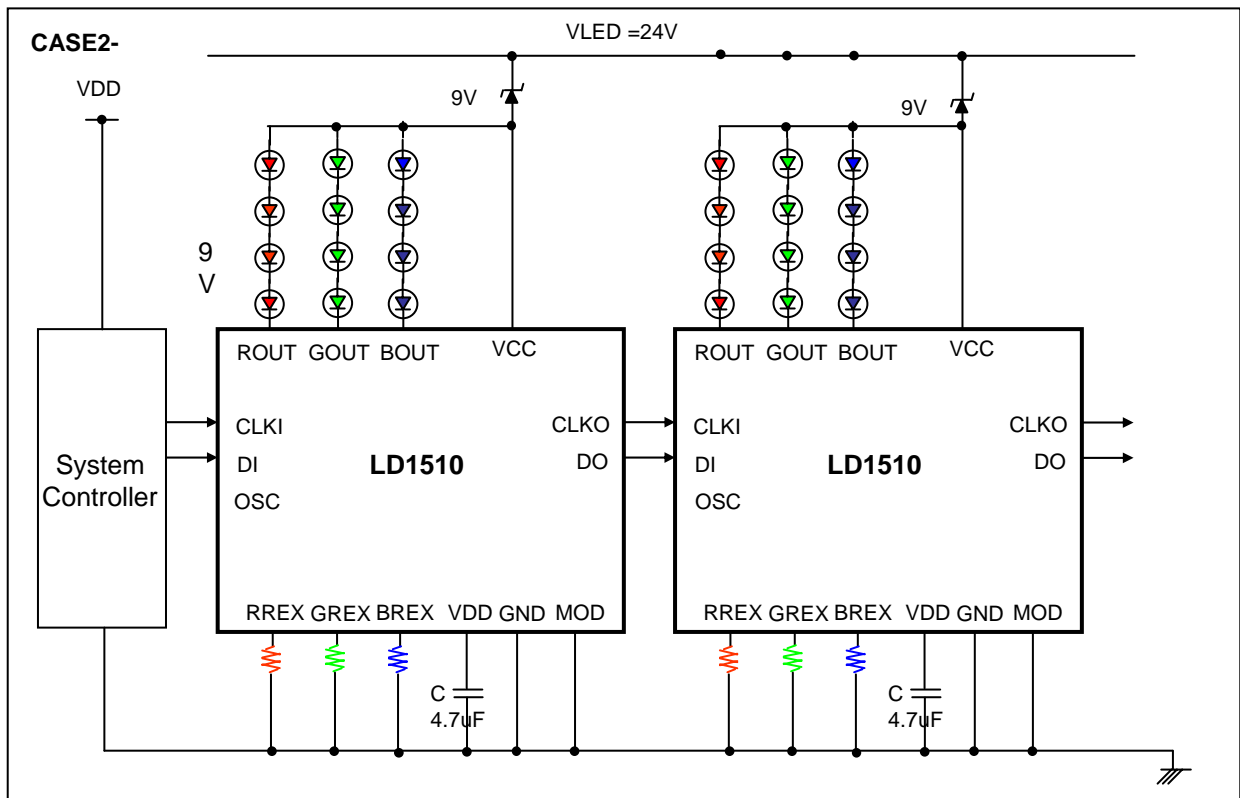 CASE2-
VLED =24V
VDD
9V
9V
9
V
ROUT GOUT BOUT VCC
ROUT GOUT BOUT VCC
System
Controller
CLKI
DI
OSC
LD1510
CLKO
DO
CLKI
DI
OSC
LD1510
CLKO
DO
RREX GREX BREX VDD GND MOD
RREX GREX BREX VDD GND MOD
C
4.7uF
C
4.7uF